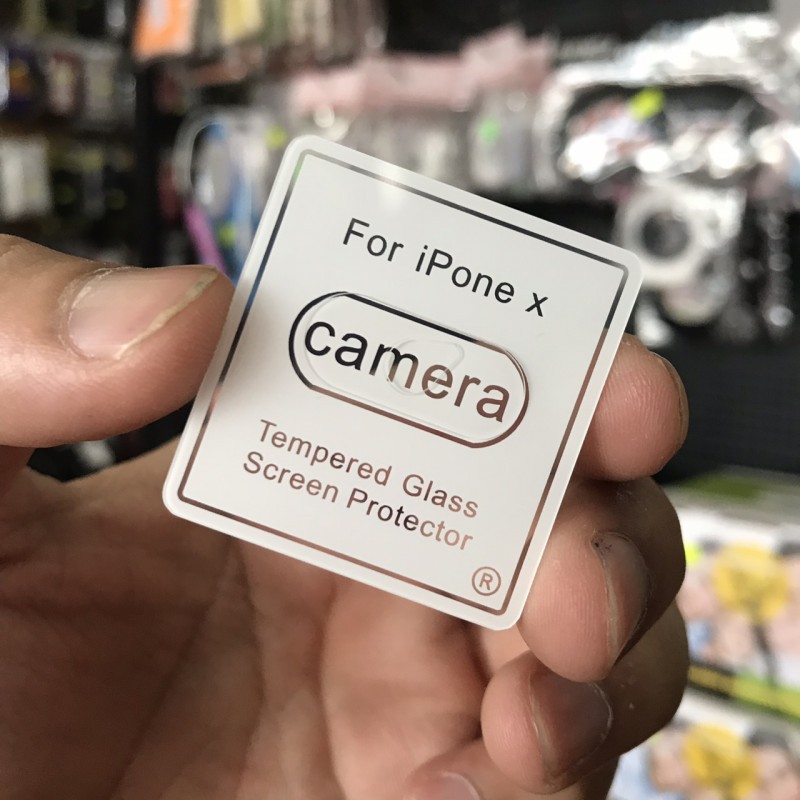 For iPone x
camera
Tempered Glass
Screen Protector
®